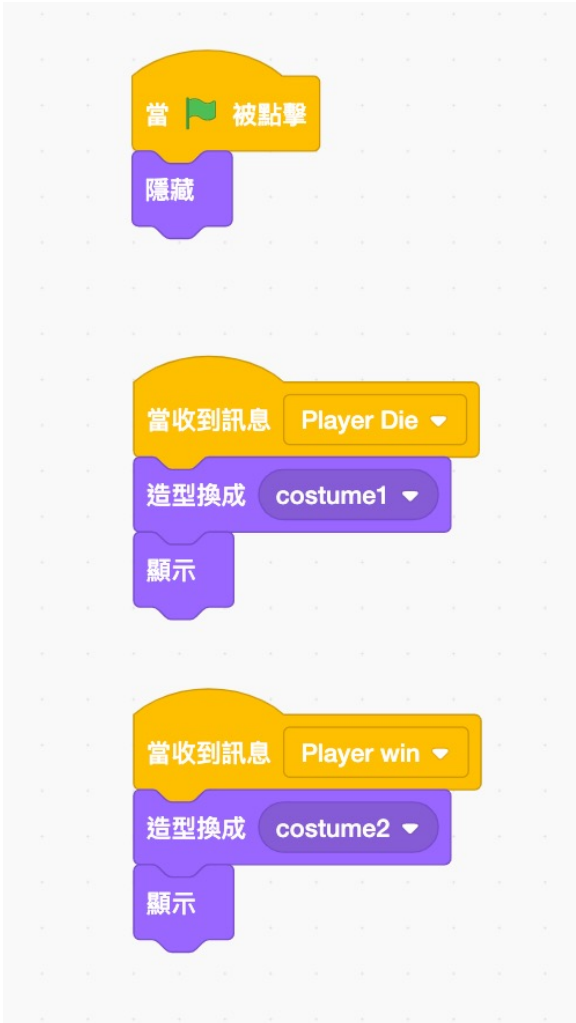 當 被點擊
隱藏
當收到訊息 Player Die
造型換成 costume1
顯示
當收到訊息 Player win
造型換成 costume2
顯示